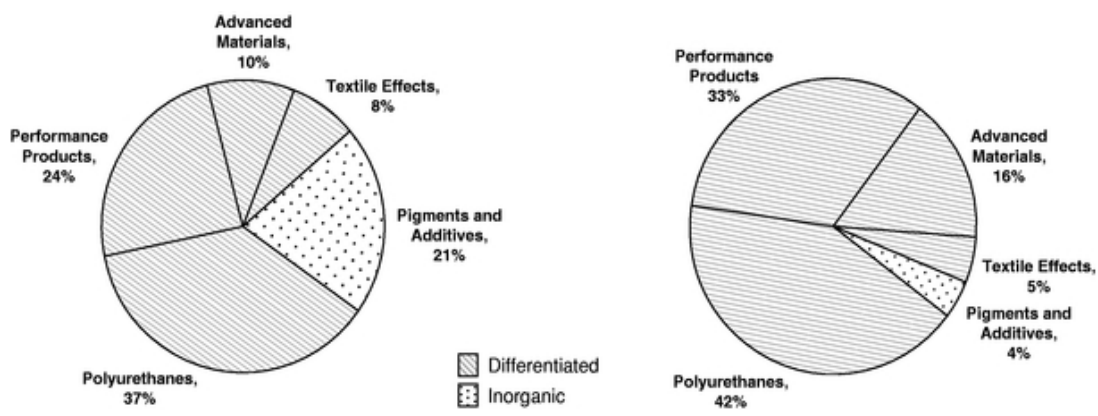 Advanced
Materials,
10%
Textile Effects,
8%
Performance
Products,
24%
Pigments and
Additives,
21%
Polyurethanes,
37%
Differentiated
Inorganic
Performance
Products
33%
Advanced
Materials,
16%
Textile Effects,
5%
Pigments and
Additives,
4%
Polyurethanes,
42%